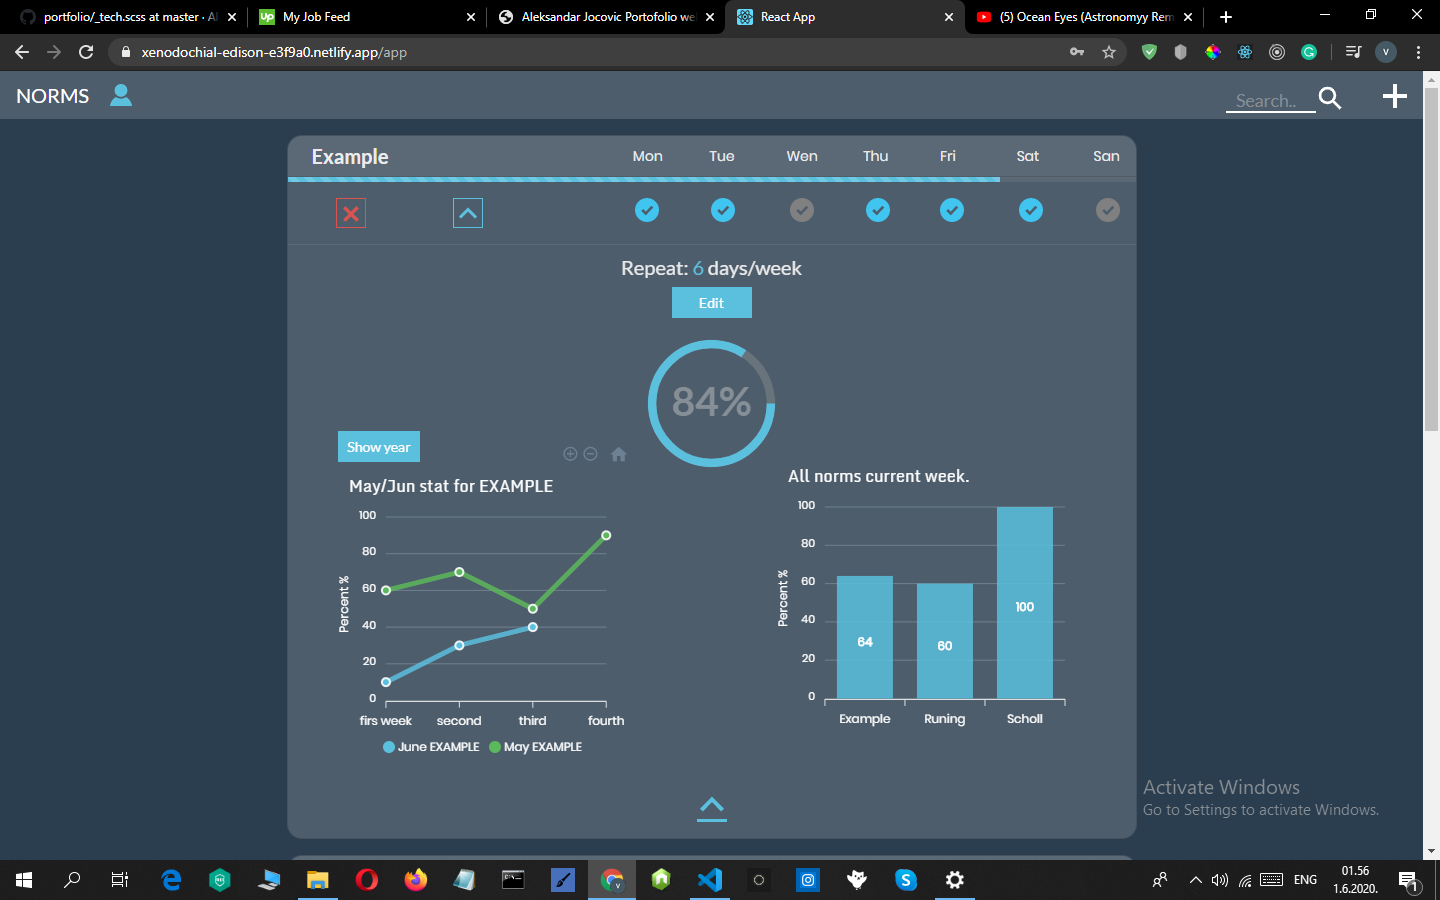 portfolio/_tech.scss at master · Al
My Job Feed
Aleksandar Jocovic Portofolio we
React App
(5) Ocean Eyes (Astronomyy Rem
xenodochial-edison-e3f9a0.netlify.app/app
V
NORMS
Search..
Example
Mon Tue Wen Thu Fri Sat San
Repeat: 6 days/week
Edit
84%
Show year
May/Jun stat for EXAMPLE
Percent %
100
80
60
40
20
0
firs week second third fourth
June EXAMPLE May EXAMPLE
All norms current week.
Percent %
100
80
60
40
20
0
64
60
100
Example Runing Scholl
Activate Windows
Go to Settings to activate Windows.
ENG
01.56
1.6.2020.
1